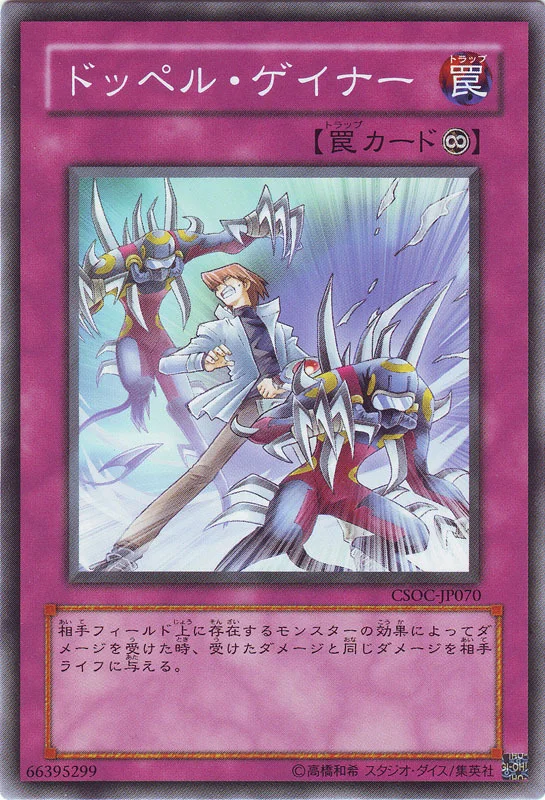 ドッペル・ゲイナー
トラップ
罠
トラップ
【罠カード】
CSOC-JP070
相手フィールド上に存在するモンスターの効果によってダ
メージを受けた時、受けたダメージと同じダメージを相手
ライフに与える。
66395299
©高橋和希 スタジオ・ダイス/集英社